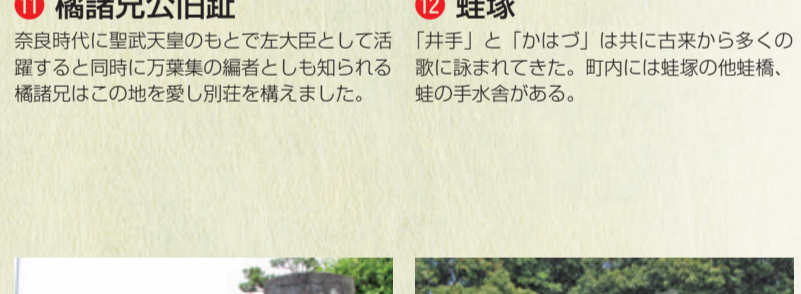 ⑪ 橘諸兄公旧趾
奈良時代に聖武天皇のもとで左大臣として活
躍すると同時に万葉集の編者としも知られる
橘諸兄はこの地を愛し別荘を構えました。
⑫ 蛙塚
「井手」と「かはづ」は共に古来から多くの
歌に詠まれてきた。町内には蛙塚の他蛙橋、
蛙の手水舎がある。